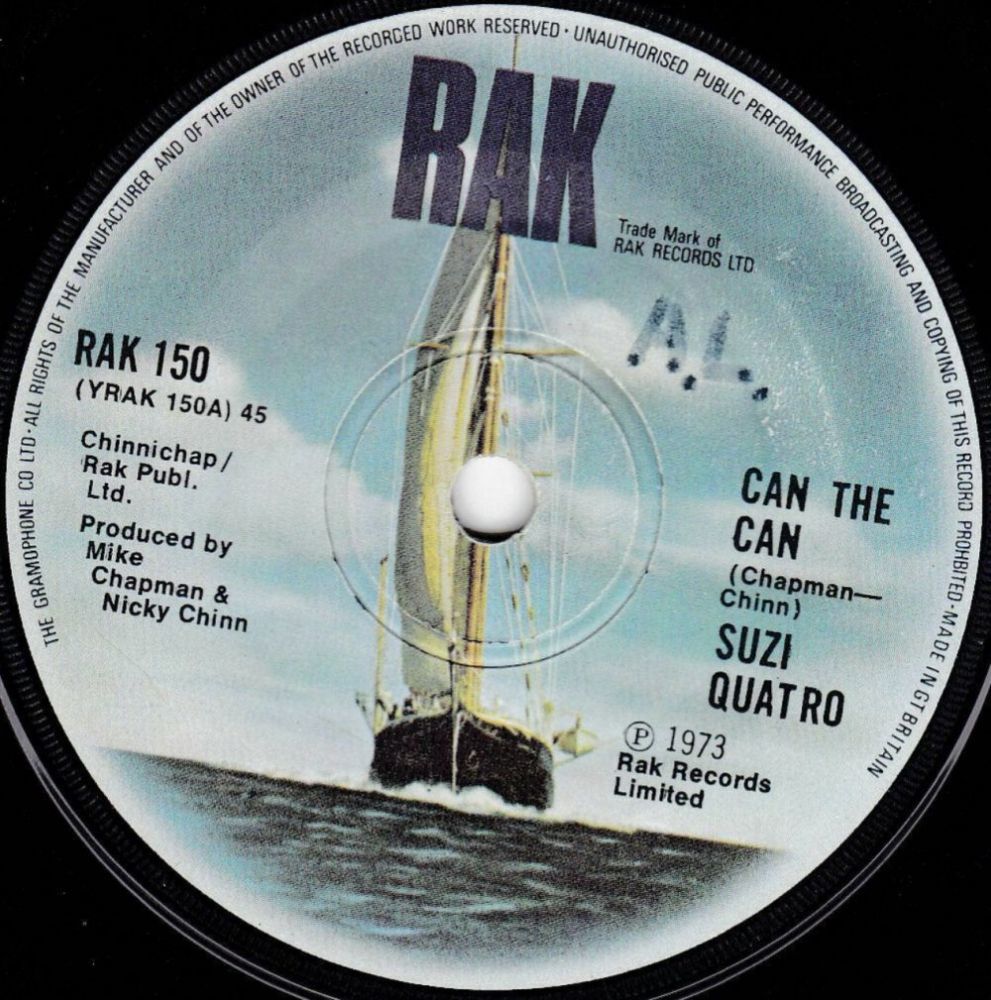 THE GRAMOPHONE CO LTD · ALL RIGHTS OF THE MANUFACTURER AND OF THE OWNER OF THE RECORDED WORK RESERVED · UNAUTHORISED PUBLIC PERFORMANCE BROADCASTING AND COPYING OF THIS RECORD PROHIBITED · MADE IN GT BRITAIN
RAK
Trade Mark of
RAK RECORDS LTD
A.L.
RAK 150
(YRAK 150A) 45
Chinnichap/
Rak Publ.
Ltd.
Produced by
Mike
Chapman &
Nicky Chinn
CAN THE
CAN
(Chapman—
Chinn)
SUZI
QUATRO
℗ 1973
Rak Records
Limited